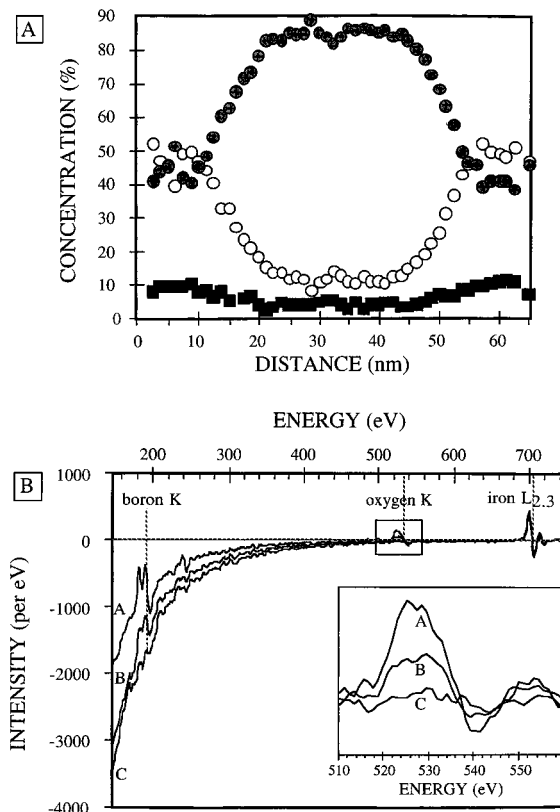 A
CONCENTRATION (%)
90
80
70
60
50
40
30
20
10
0
0 10 20 30 40 50 60
DISTANCE (nm)
ENERGY (eV)
200 300 400 500 600 700
B
INTENSITY (per eV)
1000
0
-1000
-2000
-3000
-4000
boron K
oxygen K
iron L2.3
A
B
C
A
B
C
510 520 530 540 550
ENERGY (eV)